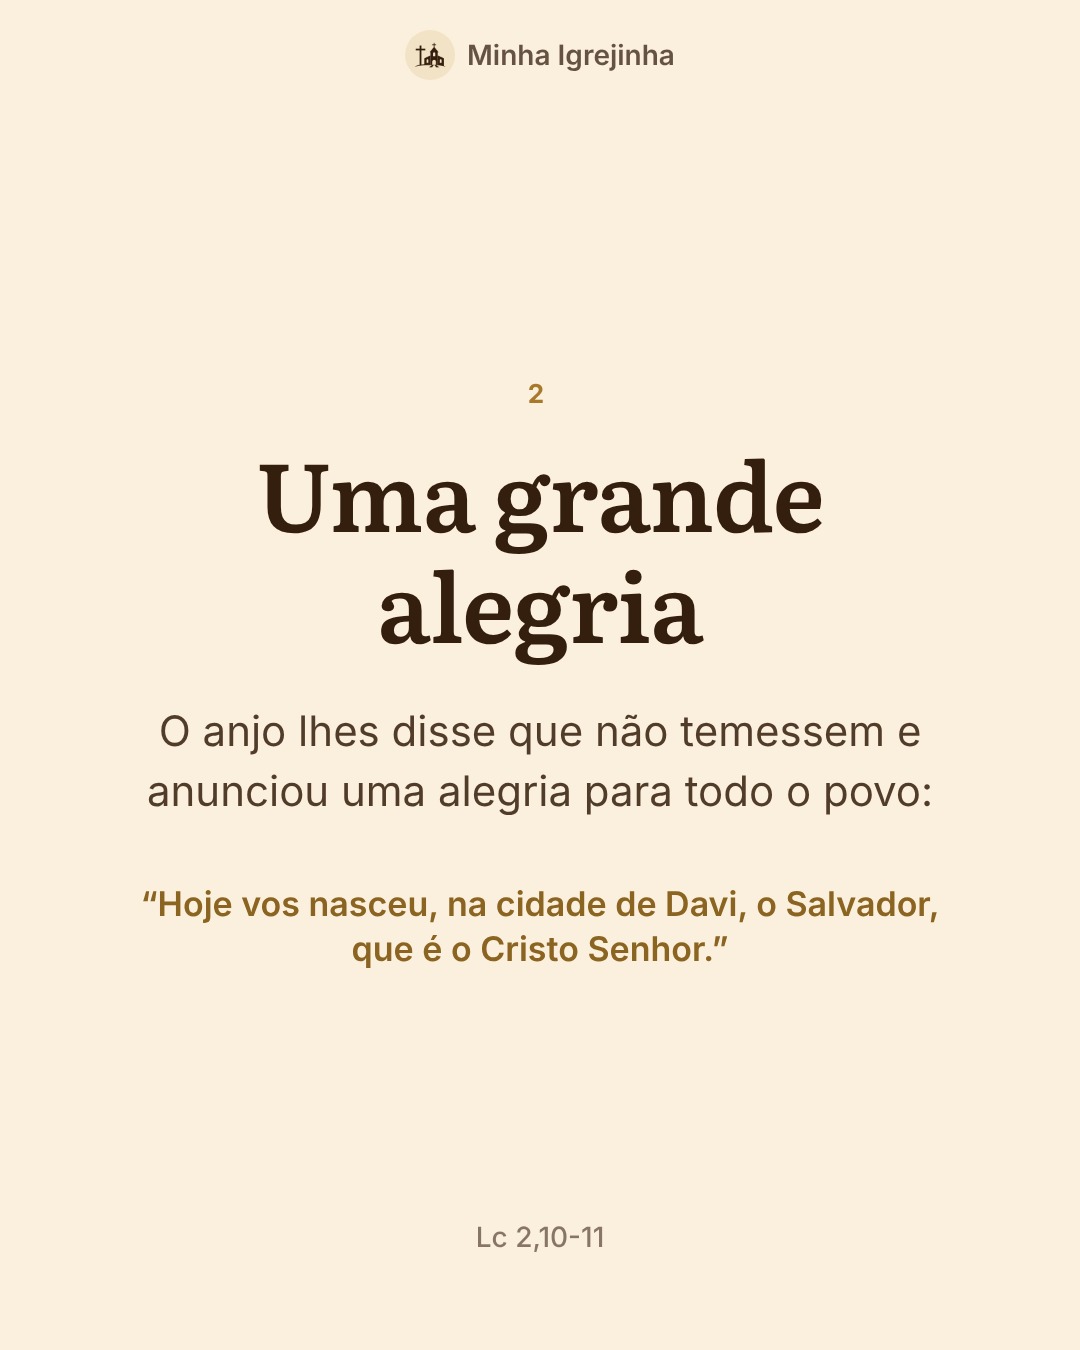 Minha Igrejinha
2
Uma grande
alegria
O anjo lhes disse que não temessem e
anunciou uma alegria para todo o povo:
“Hoje vos nasceu, na cidade de Davi, o Salvador,
que é o Cristo Senhor.”
Lc 2,10-11